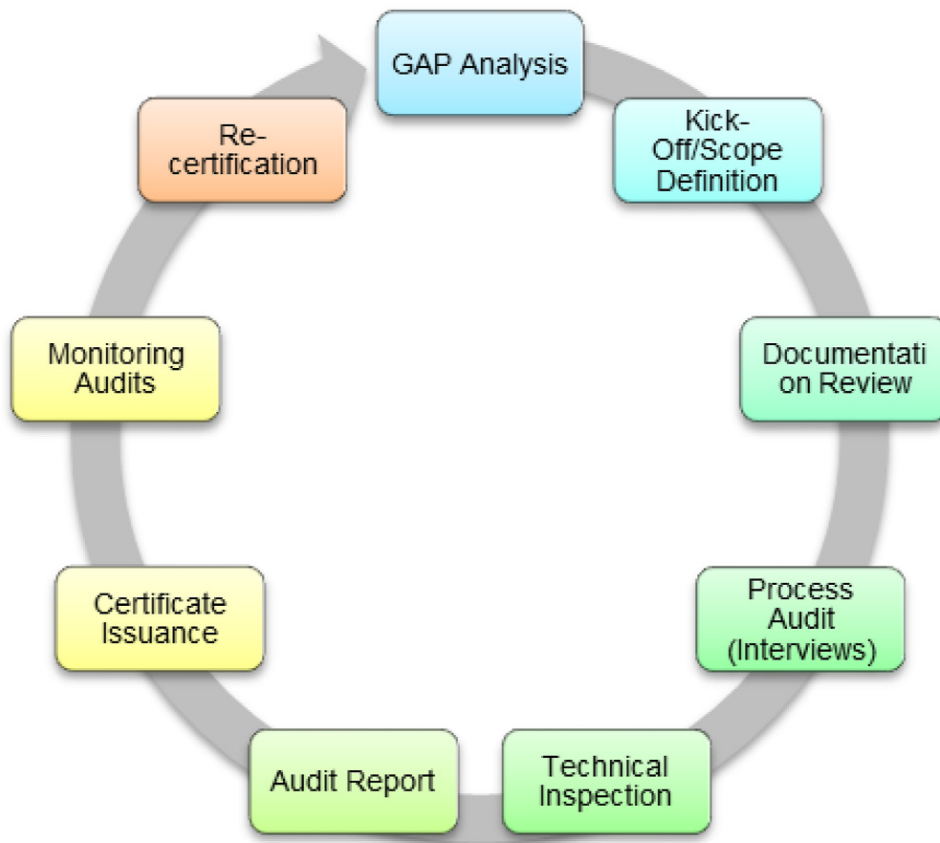 GAP Analysis
Kick-
Off/Scope
Definition
Documentati
on Review
Process
Audit
(Interviews)
Technical
Inspection
Audit Report
Certificate
Issuance
Monitoring
Audits
Re-
certification